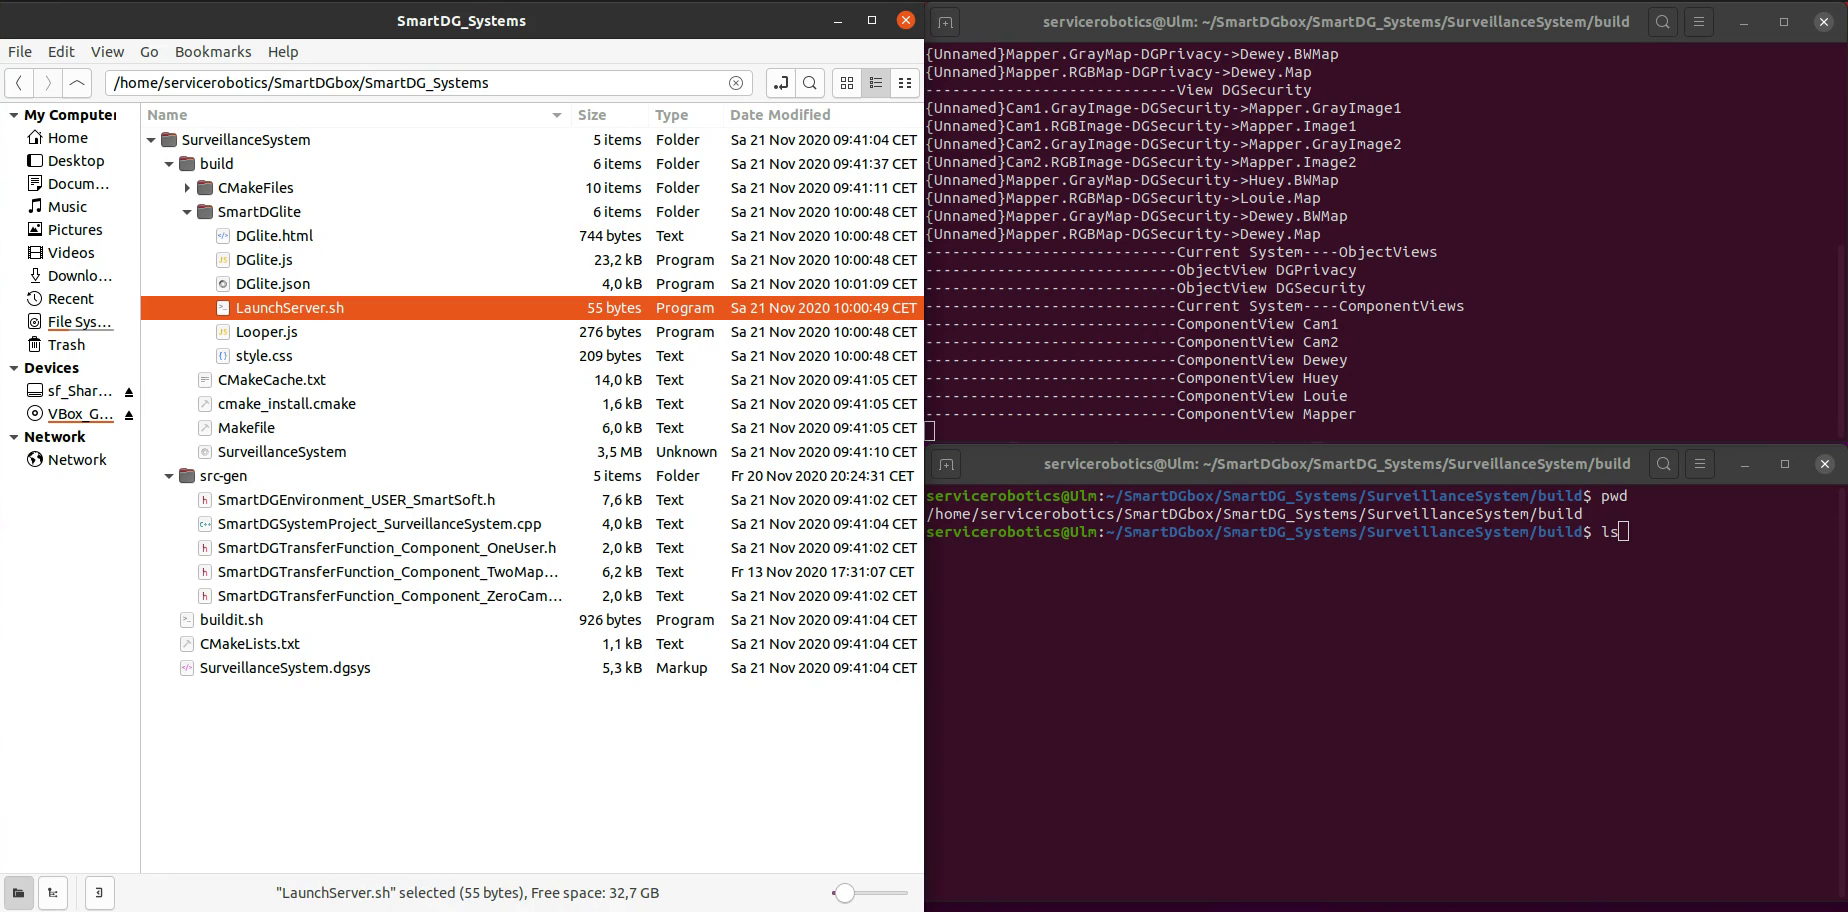 SmartDG_Systems
File Edit View Go Bookmarks Help
/home/servicerobotics/SmartDGbox/SmartDG_Systems
My Computer
Home
Desktop
Docum...
Music
Pictures
Videos
Downlo...
Recent
File Sys...
Trash
Devices
sf_Shar...
VBox_G...
Network
Network
Name Size Type Date Modified
SurveillanceSystem 5 items Folder Sa 21 Nov 2020 09:41:04 CET
build 6 items Folder Sa 21 Nov 2020 09:41:37 CET
CMakeFiles 10 items Folder Sa 21 Nov 2020 09:41:11 CET
SmartDGlite 6 items Folder Sa 21 Nov 2020 10:00:48 CET
DGlite.html 744 bytes Text Sa 21 Nov 2020 10:00:48 CET
DGlite.js 23,2 kB Program Sa 21 Nov 2020 10:00:48 CET
DGlite.json 4,0 kB Program Sa 21 Nov 2020 10:01:09 CET
LaunchServer.sh 55 bytes Program Sa 21 Nov 2020 10:00:49 CET
Looper.js 276 bytes Program Sa 21 Nov 2020 10:00:48 CET
style.css 209 bytes Text Sa 21 Nov 2020 10:00:48 CET
CMakeCache.txt 14,0 kB Text Sa 21 Nov 2020 09:41:05 CET
cmake_install.cmake 1,6 kB Text Sa 21 Nov 2020 09:41:05 CET
Makefile 6,0 kB Text Sa 21 Nov 2020 09:41:05 CET
SurveillanceSystem 3,5 MB Unknown Sa 21 Nov 2020 09:41:10 CET
src-gen 5 items Folder Fr 20 Nov 2020 20:24:31 CET
SmartDGEnvironment_USER_SmartSoft.h 7,6 kB Text Sa 21 Nov 2020 09:41:02 CET
SmartDGSystemProject_SurveillanceSystem.cpp 4,0 kB Text Sa 21 Nov 2020 09:41:04 CET
SmartDGTransferFunction_Component_OneUser.h 2,0 kB Text Sa 21 Nov 2020 09:41:02 CET
SmartDGTransferFunction_Component_TwoMap... 6,2 kB Text Fr 13 Nov 2020 17:31:07 CET
SmartDGTransferFunction_Component_ZeroCam... 2,0 kB Text Sa 21 Nov 2020 09:41:02 CET
buildit.sh 926 bytes Program Sa 21 Nov 2020 09:41:04 CET
CMakeLists.txt 1,1 kB Text Sa 21 Nov 2020 09:41:04 CET
SurveillanceSystem.dgsys 5,3 kB Markup Sa 21 Nov 2020 09:41:04 CET
"LaunchServer.sh" selected (55 bytes), Free space: 32,7 GB
servicerobotics@Ulm: ~/SmartDGbox/SmartDG_Systems/SurveillanceSystem/build
{Unnamed}Mapper.GrayMap-DGPrivacy->Dewey.BWMap
{Unnamed}Mapper.RGBMap-DGPrivacy->Dewey.Map
----------------------------View DGSecurity
{Unnamed}Cam1.GrayImage-DGSecurity->Mapper.GrayImage1
{Unnamed}Cam1.RGBImage-DGSecurity->Mapper.Image1
{Unnamed}Cam2.GrayImage-DGSecurity->Mapper.GrayImage2
{Unnamed}Cam2.RGBImage-DGSecurity->Mapper.Image2
{Unnamed}Mapper.GrayMap-DGSecurity->Huey.BWMap
{Unnamed}Mapper.RGBMap-DGSecurity->Louie.Map
{Unnamed}Mapper.GrayMap-DGSecurity->Dewey.BWMap
{Unnamed}Mapper.RGBMap-DGSecurity->Dewey.Map
----------------------------Current System----ObjectViews
----------------------------ObjectView DGPrivacy
----------------------------ObjectView DGSecurity
----------------------------Current System----ComponentViews
----------------------------ComponentView Cam1
----------------------------ComponentView Cam2
----------------------------ComponentView Dewey
----------------------------ComponentView Huey
----------------------------ComponentView Louie
----------------------------ComponentView Mapper
servicerobotics@Ulm: ~/SmartDGbox/SmartDG_Systems/SurveillanceSystem/build
servicerobotics@Ulm:~/SmartDGbox/SmartDG_Systems/SurveillanceSystem/build$ pwd
/home/servicerobotics/SmartDGbox/SmartDG_Systems/SurveillanceSystem/build
servicerobotics@Ulm:~/SmartDGbox/SmartDG_Systems/SurveillanceSystem/build$ ls